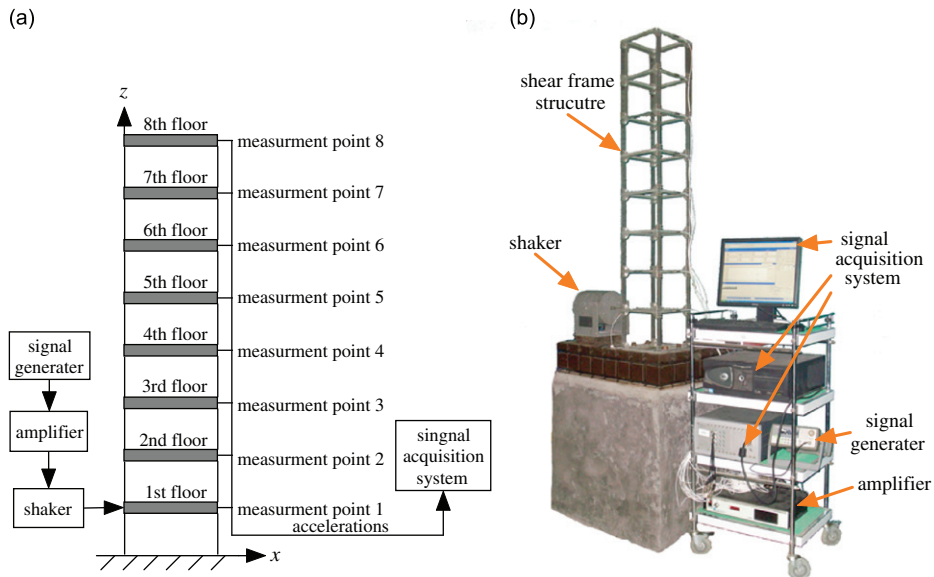 (a)
z
8th floor
measurment point 8
7th floor
measurment point 7
6th floor
measurment point 6
5th floor
measurment point 5
4th floor
measurment point 4
3rd floor
measurment point 3
2nd floor
measurment point 2
1st floor
measurment point 1
accelerations
x
signal
generater
amplifier
shaker
singnal
acquisition
system
(b)
shear frame
strucutre
shaker
signal
acquisition
system
signal
generater
amplifier